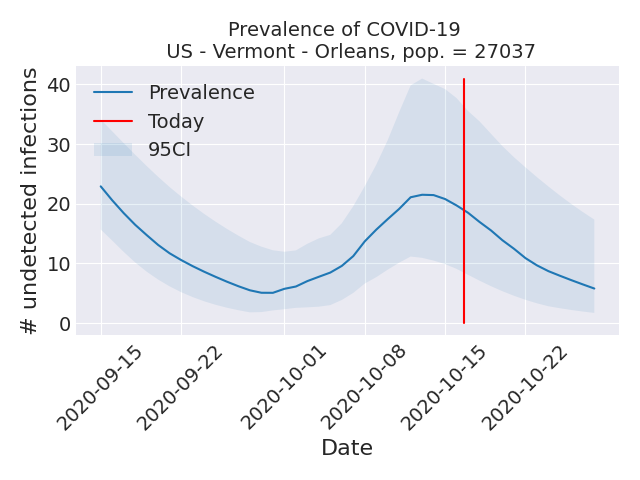 Prevalence of COVID-19
US - Vermont - Orleans, pop. = 27037
# undetected infections
40
30
20
10
0
Prevalence
Today
95CI
2020-09-15
2020-09-22
2020-10-01
2020-10-08
2020-10-15
2020-10-22
Date